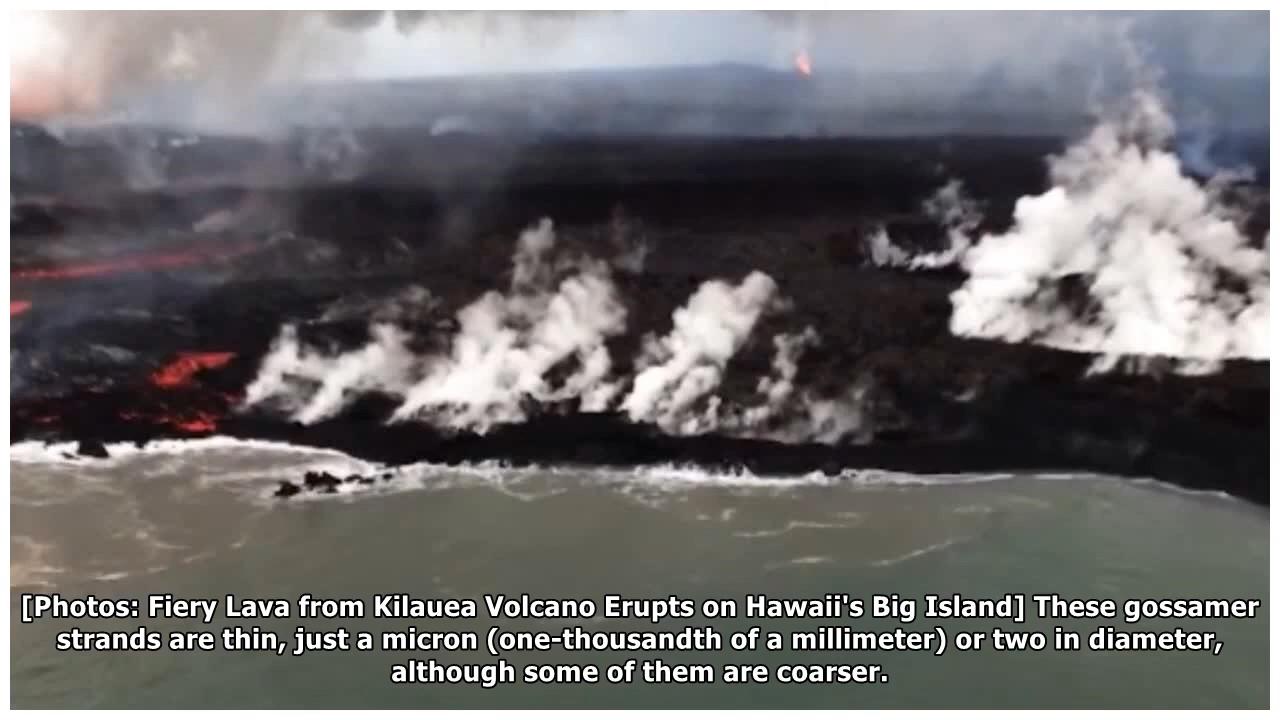 [Photos: Fiery Lava from Kilauea Volcano Erupts on Hawaii's Big Island] These gossamer
strands are thin, just a micron (one-thousandth of a millimeter) or two in diameter,
although some of them are coarser.